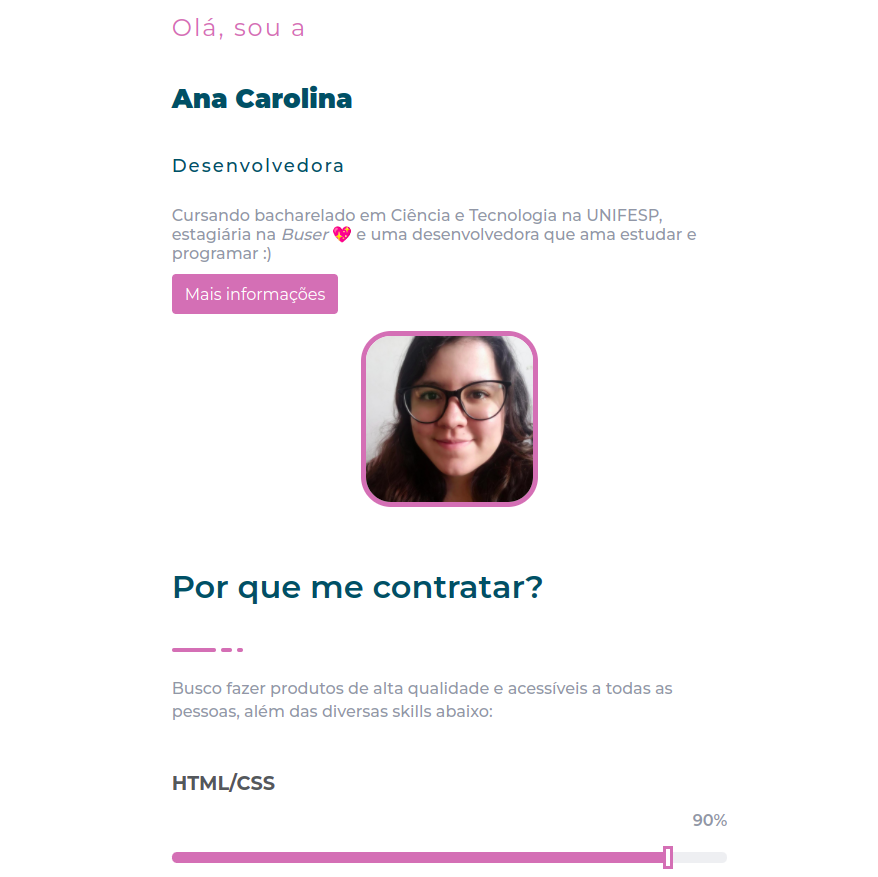 Olá, sou a
Ana Carolina
Desenvolvedora
Cursando bacharelado em Ciência e Tecnologia na UNIFESP,
estagiária na Buser 💖 e uma desenvolvedora que ama estudar e
programar :)
Mais informações
Por que me contratar?
Busco fazer produtos de alta qualidade e acessíveis a todas as
pessoas, além das diversas skills abaixo:
HTML/CSS
90%